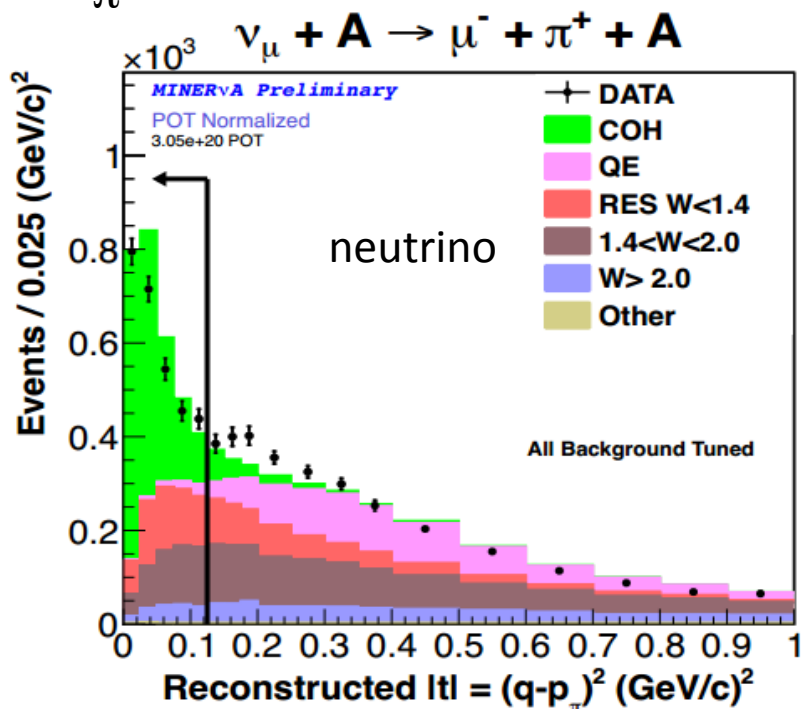 ν_μ + A → μ⁻ + π⁺ + A
×10³
MINERνA Preliminary
POT Normalized
3.05e+20 POT
DATA
COH
QE
RES W<1.4
1.4<W<2.0
W> 2.0
Other
neutrino
All Background Tuned
Events / 0.025 (GeV/c)²
1
0.8
0.6
0.4
0.2
0
0 0.1 0.2 0.3 0.4 0.5 0.6 0.7 0.8 0.9 1
Reconstructed |t| = (q-p_π)² (GeV/c)²